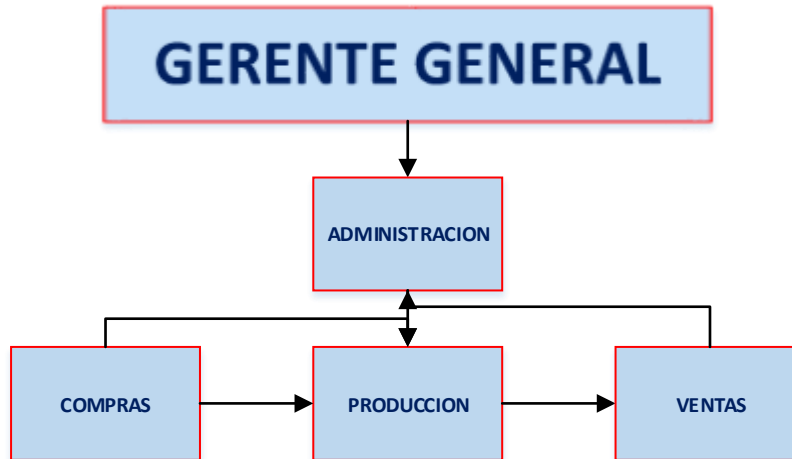 GERENTE GENERAL
ADMINISTRACION
COMPRAS
PRODUCCION
VENTAS